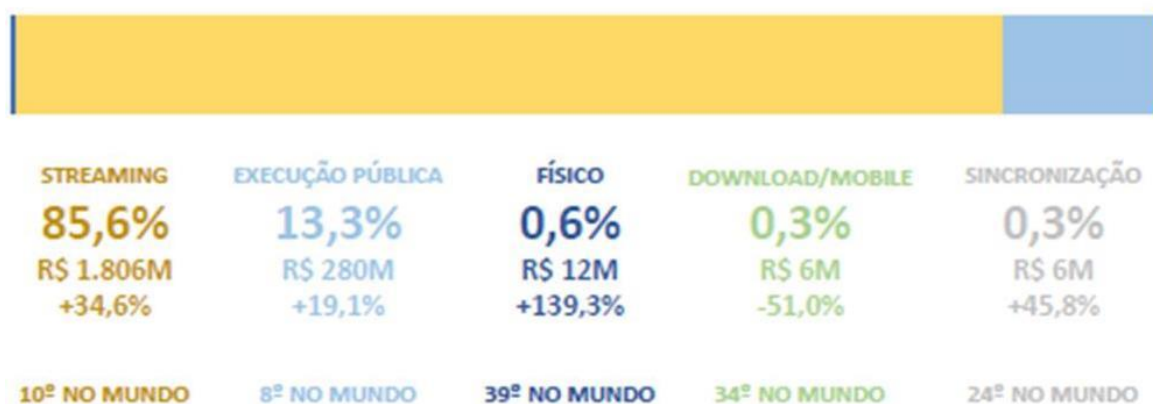 STREAMING EXECUÇÃO PÚBLICA FÍSICO DOWNLOAD/MOBILE SINCRONIZAÇÃO
85,6% 13,3% 0,6% 0,3% 0,3%
R$ 1.806M R$ 280M R$ 12M R$ 6M R$ 6M
+34,6% +19,1% +139,3% -51,0% +45,8%
10º NO MUNDO 8º NO MUNDO 39º NO MUNDO 34º NO MUNDO 24º NO MUNDO